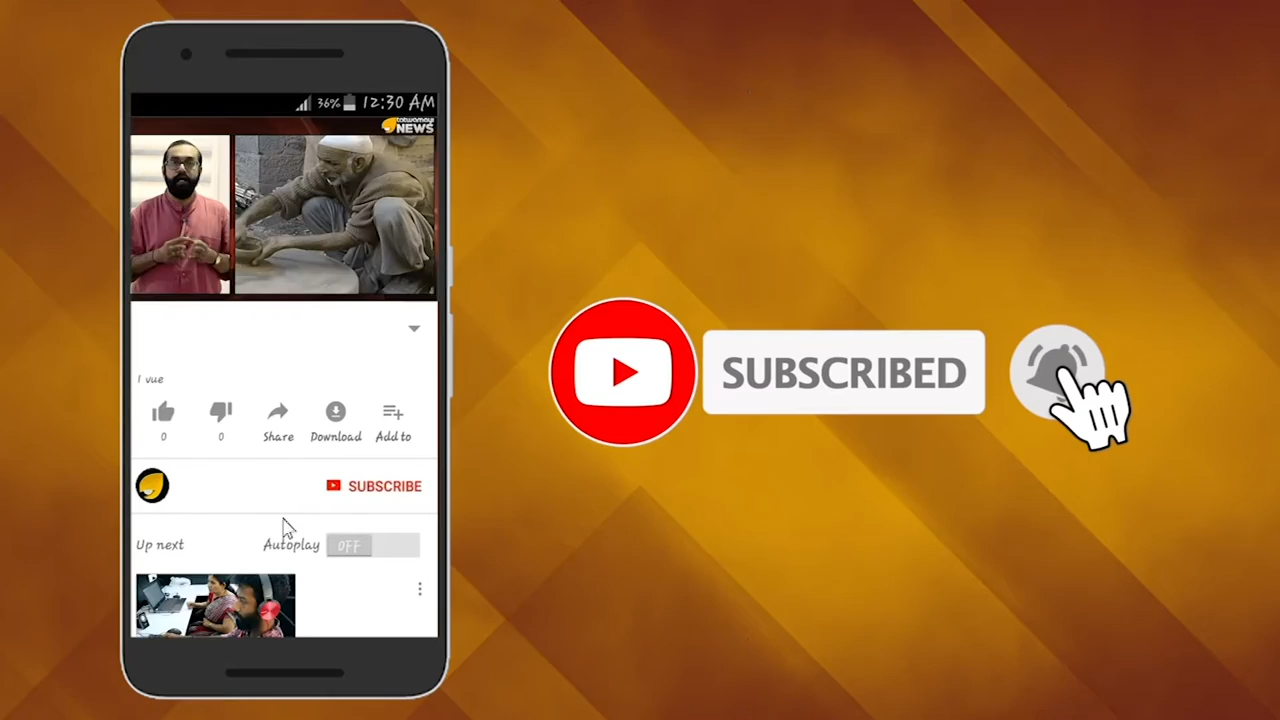 36% 12:30 AM
tatwamayi
NEWS
1 vue
0 0 Share Download Add to
SUBSCRIBE
Up next Autoplay OFF
SUBSCRIBED